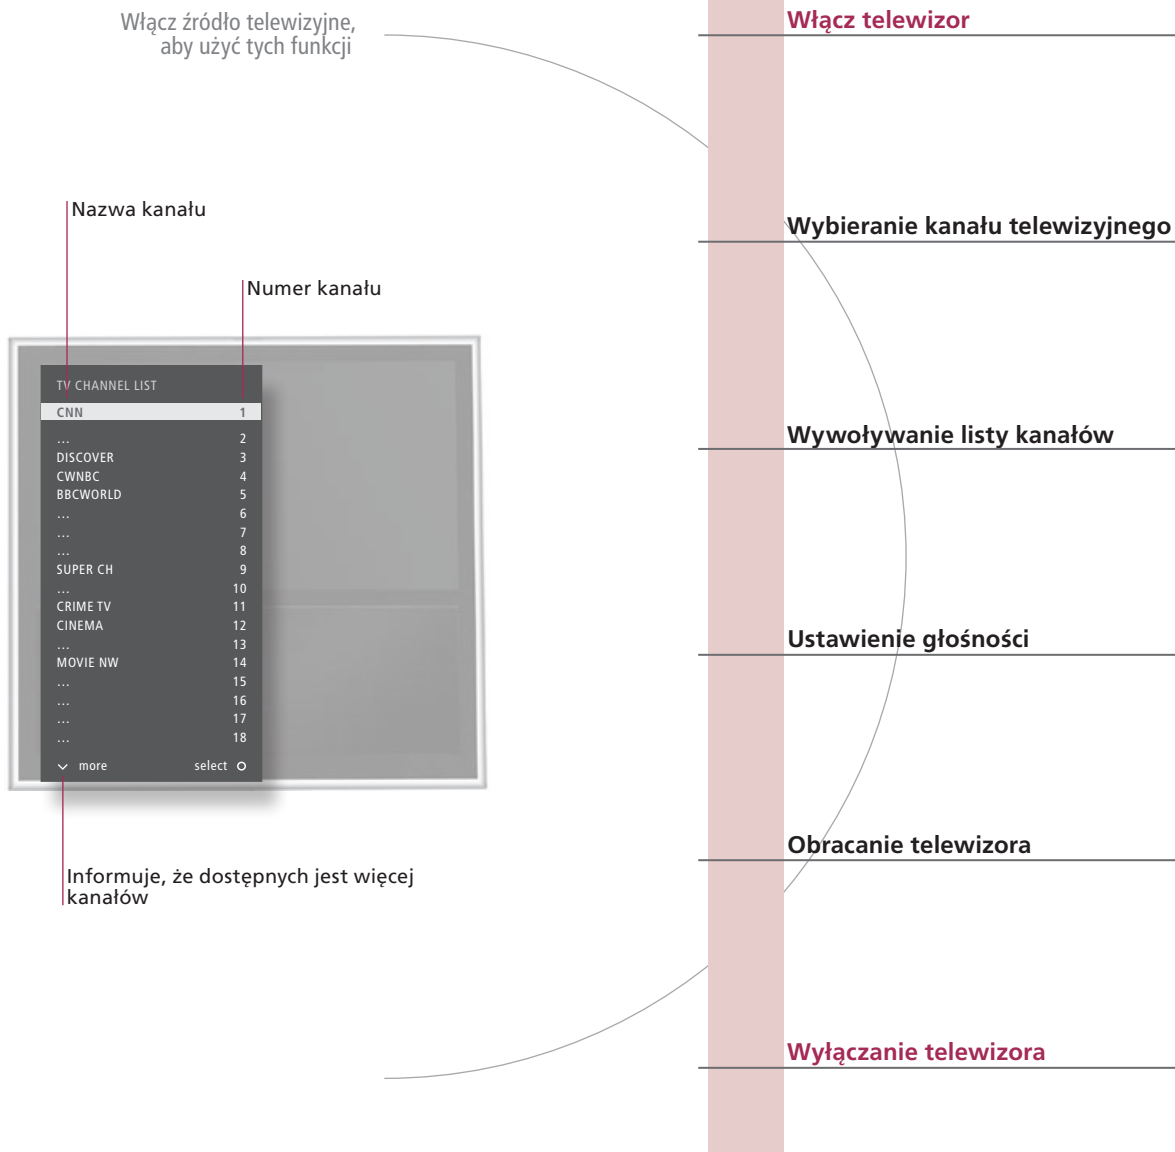 Włącz źródło telewizyjne,
aby użyć tych funkcji
Nazwa kanału
Numer kanału
TV CHANNEL LIST
CNN 1
... 2
DISCOVER 3
CWNBC 4
BBCWORLD 5
... 6
... 7
... 8
SUPER CH 9
... 10
CRIME TV 11
CINEMA 12
... 13
MOVIE NW 14
... 15
... 16
... 17
... 18
more select
Informuje, że dostępnych jest więcej
kanałów
Włącz telewizor
Wybieranie kanału telewizyjnego
Wywoływanie listy kanałów
Ustawienie głośności
Obracanie telewizora
Wyłączanie telewizora